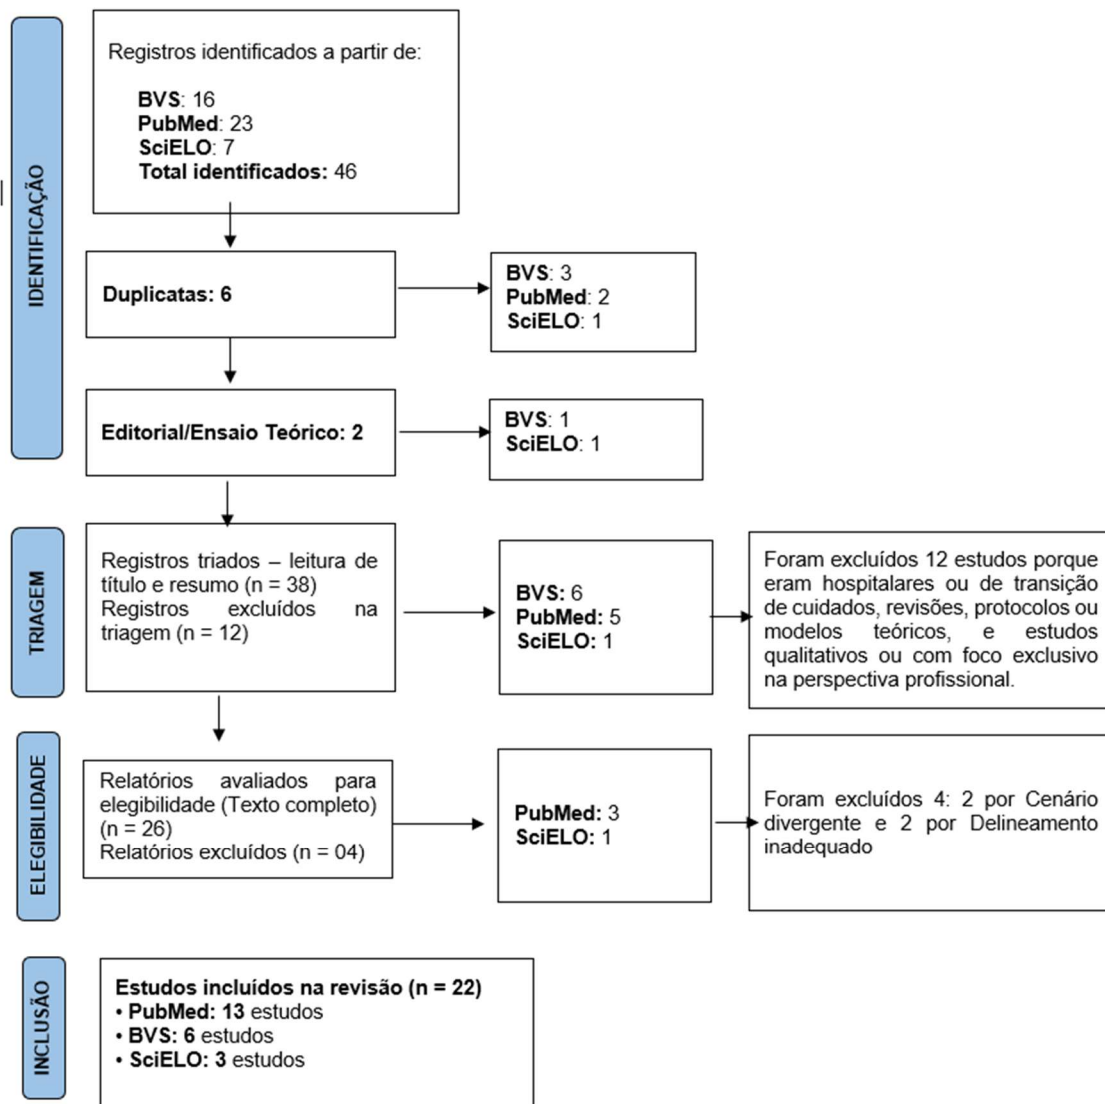 IDENTIFICAÇÃO
Registros identificados a partir de:
BVS: 16
PubMed: 23
SciELO: 7
Total identificados: 46
Duplicatas: 6
BVS: 3
PubMed: 2
SciELO: 1
Editorial/Ensaio Teórico: 2
BVS: 1
SciELO: 1
TRIAGEM
Registros triados – leitura de
título e resumo (n = 38)
Registros excluídos na
triagem (n = 12)
BVS: 6
PubMed: 5
SciELO: 1
Foram excluídos 12 estudos porque
eram hospitalares ou de transição
de cuidados, revisões, protocolos ou
modelos teóricos, e estudos
qualitativos ou com foco exclusivo
na perspectiva profissional.
ELEGIBILIDADE
Relatórios avaliados para
elegibilidade (Texto completo)
(n = 26)
Relatórios excluídos (n = 04)
PubMed: 3
SciELO: 1
Foram excluídos 4: 2 por Cenário
divergente e 2 por Delineamento
inadequado
INCLUSÃO
Estudos incluídos na revisão (n = 22)
• PubMed: 13 estudos
• BVS: 6 estudos
• SciELO: 3 estudos